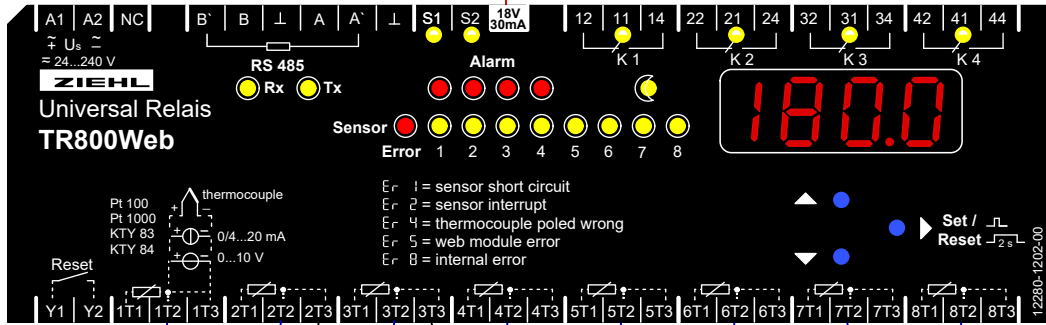 A1 A2 NC B` B ⊥ A A` ⊥ S1 S2 18V 30mA 12 11 14 22 21 24 32 31 34 42 41 44
≂ Us ≂
= 24...240 V
K 1 K 2 K 3 K 4
ZIEHL
RS 485
Alarm
Rx Tx
180.0
Universal Relais
TR800Web
Sensor
Error 1 2 3 4 5 6 7 8
Er 1 = sensor short circuit
Er 2 = sensor interrupt
Er 4 = thermocouple poled wrong
Er 5 = web module error
Er 8 = internal error
thermocouple
Pt 100
Pt 1000
KTY 83
KTY 84
+ –
0/4...20 mA
0...10 V
Set /
Reset 2 s
Reset
12280-1202-00
Y1 Y2 1T1 1T2 1T3 2T1 2T2 2T3 3T1 3T2 3T3 4T1 4T2 4T3 5T1 5T2 5T3 6T1 6T2 6T3 7T1 7T2 7T3 8T1 8T2 8T3